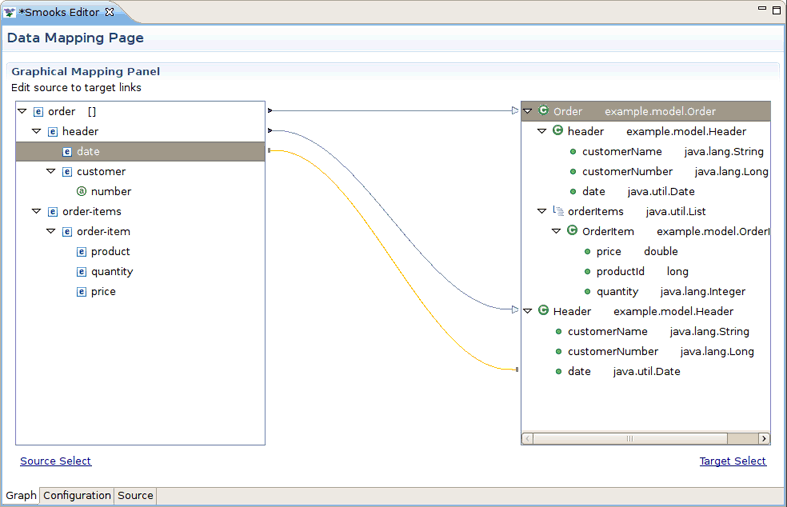 *Smooks Editor
Data Mapping Page
Graphical Mapping Panel
Edit source to target links
order []
header
date
customer
number
order-items
order-item
product
quantity
price
Order example.model.Order
header example.model.Header
customerName java.lang.String
customerNumber java.lang.Long
date java.util.Date
orderItems java.util.List
OrderItem example.model.OrderI
price double
productId long
quantity java.lang.Integer
Header example.model.Header
customerName java.lang.String
customerNumber java.lang.Long
date java.util.Date
Source Select
Target Select
Graph Configuration Source